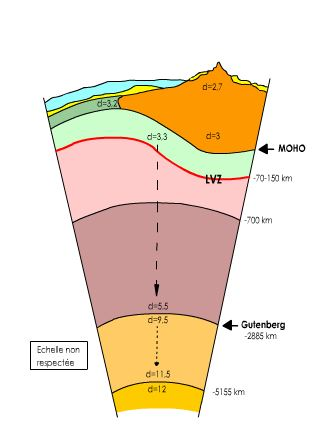 d=2,7
d=3,2
d=3,3
d=3
MOHO
LVZ
-70-150 km
-700 km
d=5,5
d=9,5
Gutenberg
-2885 km
Echelle non
respectée
d=11,5
d=12
-5155 km